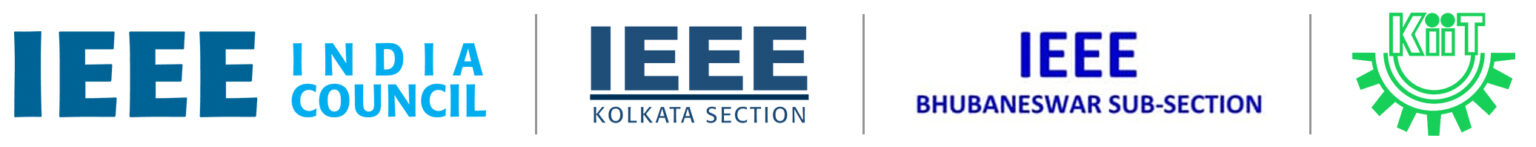 IEEE INDIA
COUNCIL
IEEE
KOLKATA SECTION
IEEE
BHUBANESWAR SUB-SECTION
KiiT